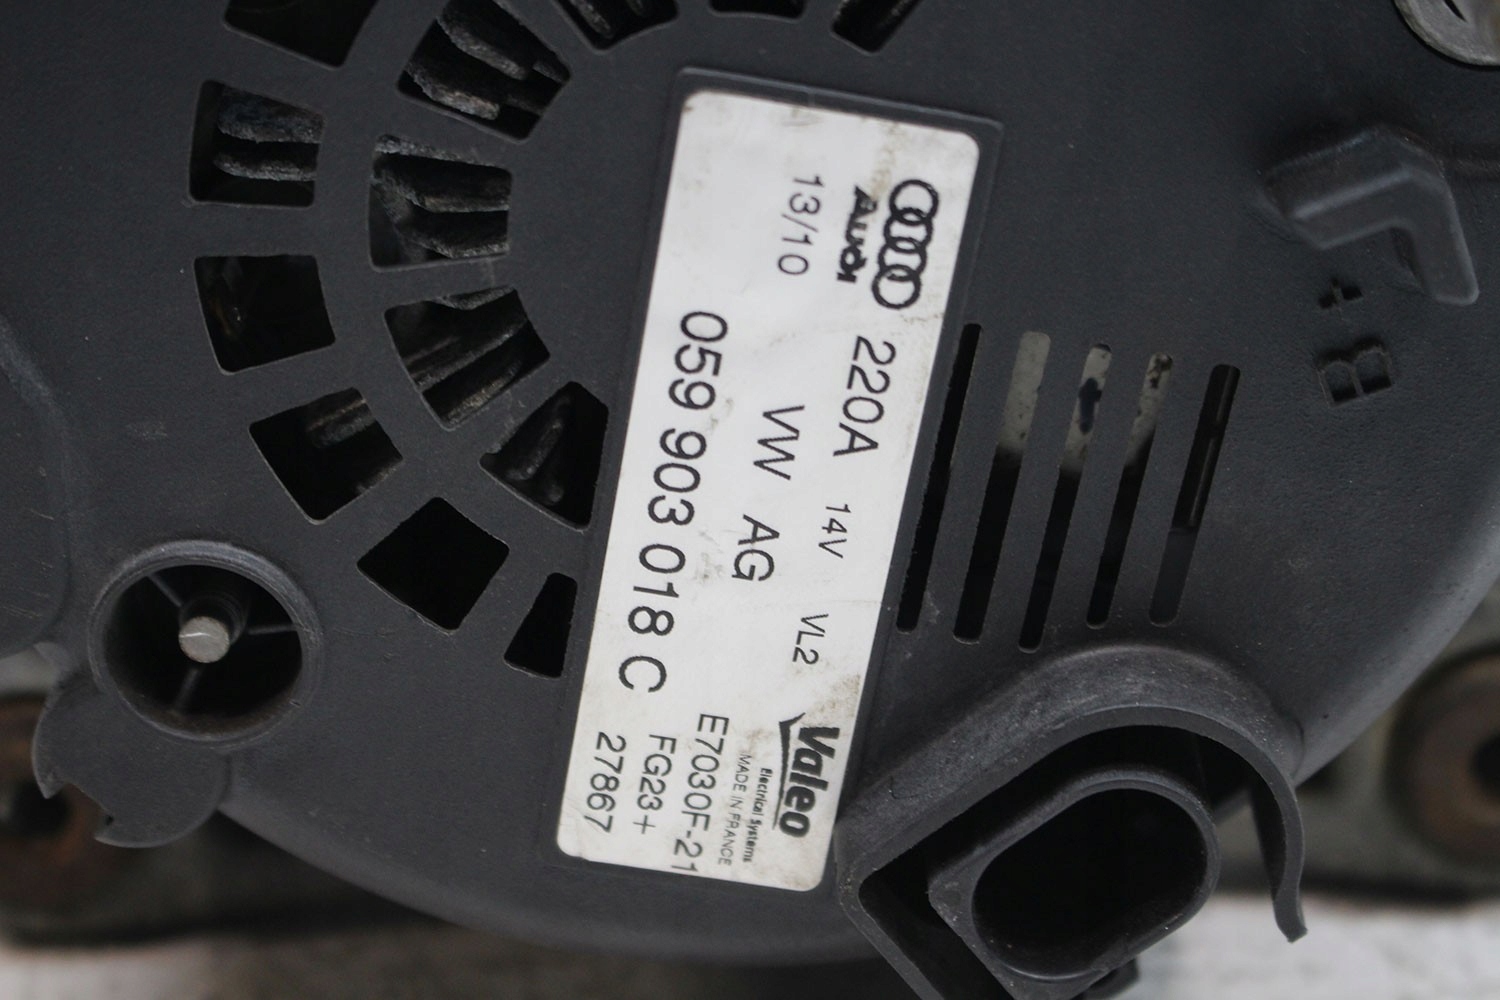 220A 14V VL2 Valeo
AUDI
Electrical Systems
MADE IN FRANCE
13/10 VW AG E7030F-21
059 903 018 C FG23+
27867
B+